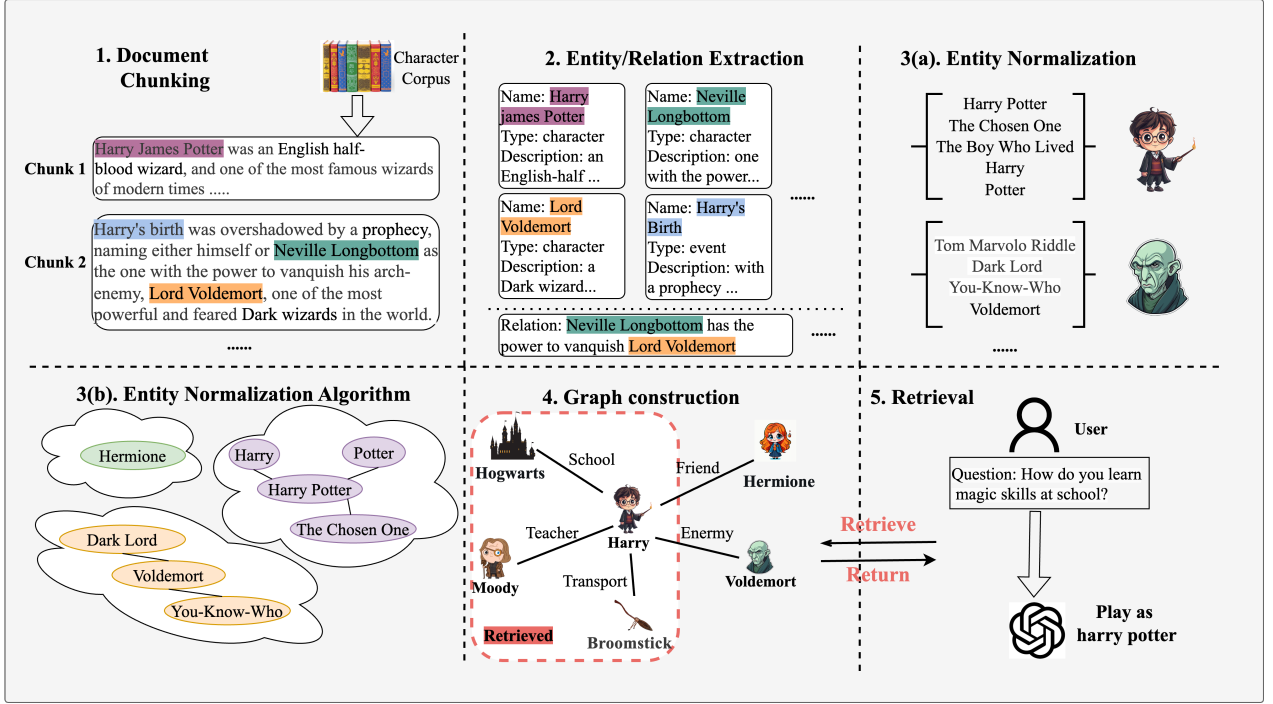 1. Document
Chunking
Character
Corpus
Chunk 1
Harry James Potter was an English half-
blood wizard, and one of the most famous wizards
of modern times .....
Chunk 2
Harry's birth was overshadowed by a prophecy,
naming either himself or Neville Longbottom as
the one with the power to vanquish his arch-
enemy, Lord Voldemort, one of the most
powerful and feared Dark wizards in the world.
......
2. Entity/Relation Extraction
Name: Harry
james Potter
Type: character
Description: an
English-half ...
Name: Neville
Longbottom
Type: character
Description: one
with the power...
......
Name: Lord
Voldemort
Type: character
Description: a
Dark wizard...
Name: Harry's
Birth
Type: event
Description: with
a prophecy ...
Relation: Neville Longbottom has the
power to vanquish Lord Voldemort
......
3(a). Entity Normalization
Harry Potter
The Chosen One
The Boy Who Lived
Harry
Potter
Tom Marvolo Riddle
Dark Lord
You-Know-Who
Voldemort
......
3(b). Entity Normalization Algorithm
Hermione
Harry
Potter
Harry Potter
The Chosen One
Dark Lord
Voldemort
You-Know-Who
4. Graph construction
Hogwarts
School
Friend
Hermione
Harry
Teacher
Enermy
Moody
Voldemort
Transport
Broomstick
Retrieved
Retrieve
Return
5. Retrieval
User
Question: How do you learn
magic skills at school?
Play as
harry potter